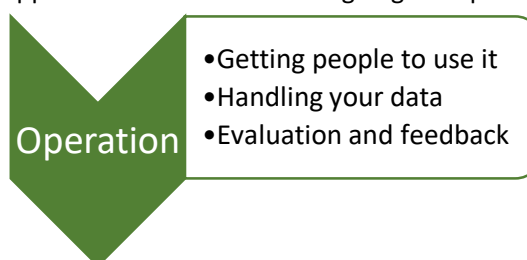 •Getting people to use it
•Handling your data
Operation
•Evaluation and feedback